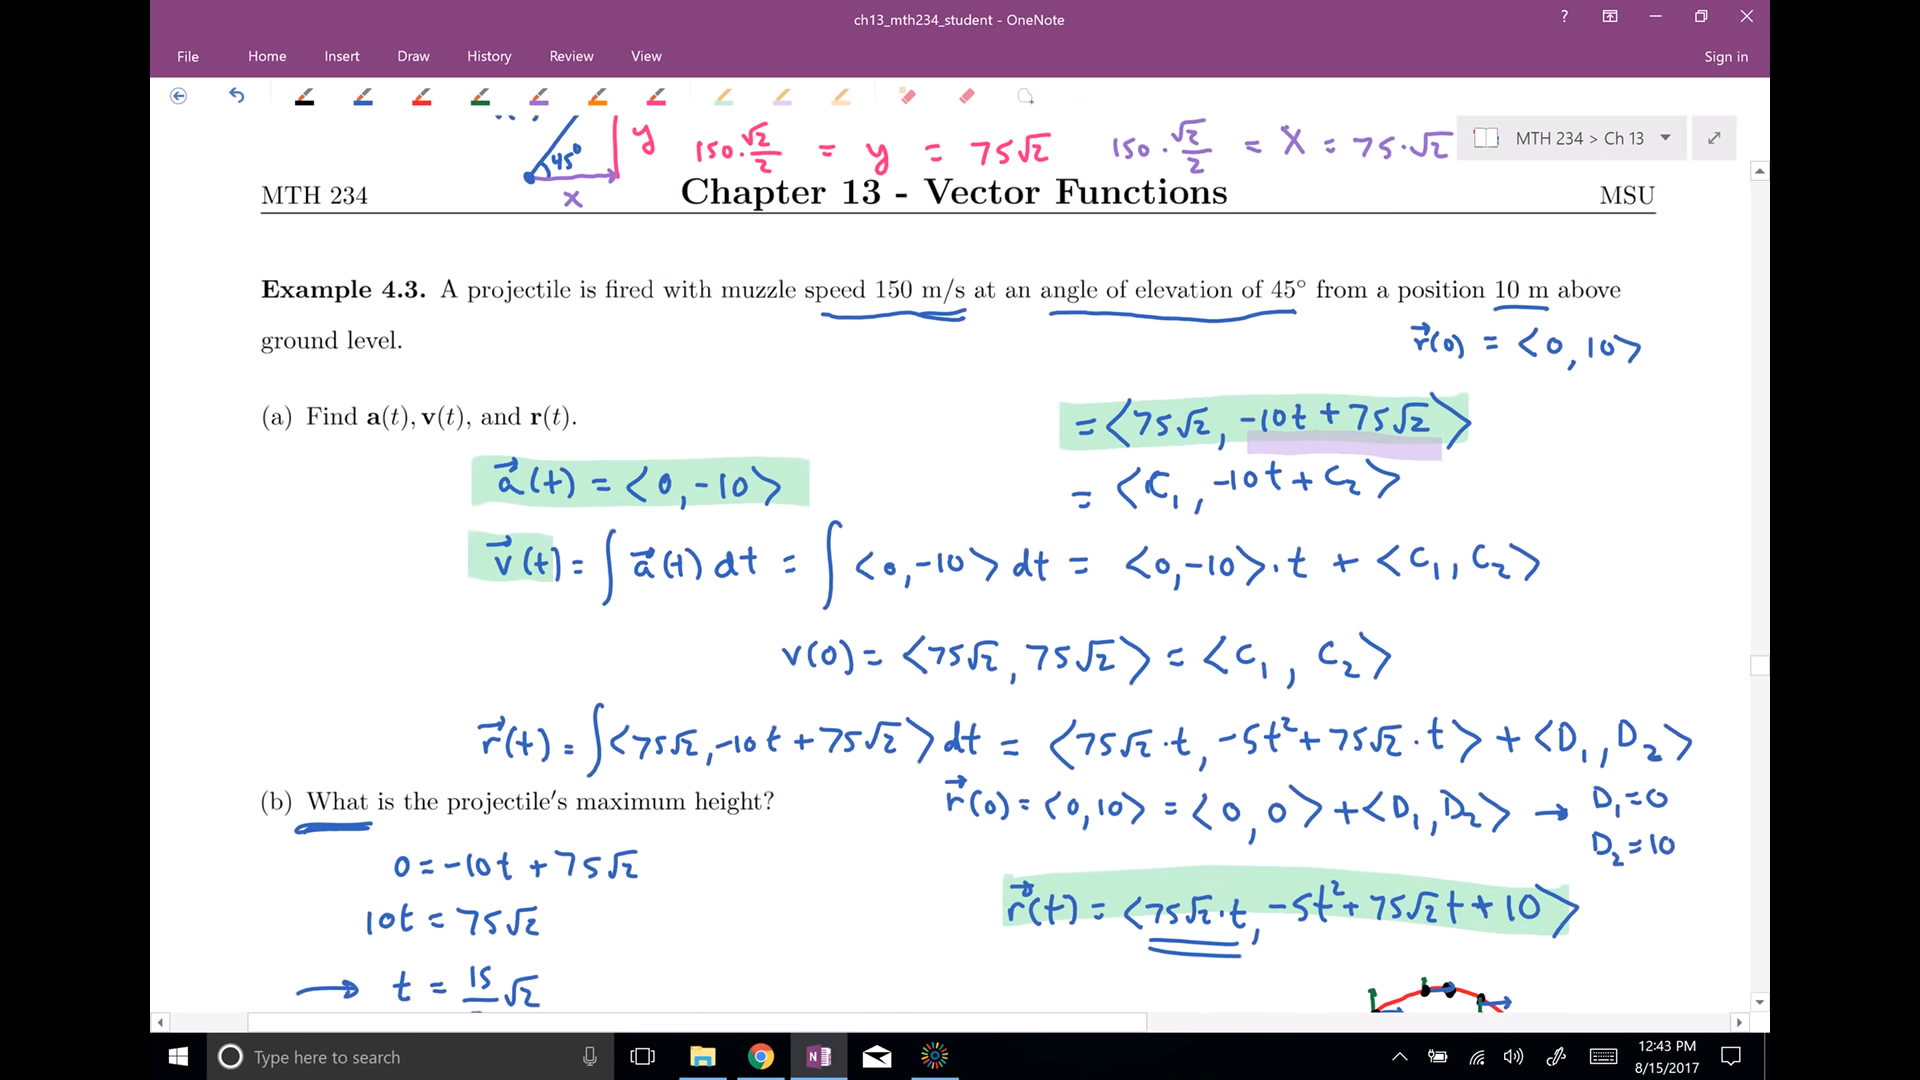 ch13_mth234_student - OneNote
?
File Home Insert Draw History Review View Sign in
MTH 234 > Ch 13
45°
y
x
150·√2/2 = y = 75√2
150·√2/2 = X = 75·√2
MTH 234 Chapter 13 - Vector Functions MSU
Example 4.3. A projectile is fired with muzzle speed 150 m/s at an angle of elevation of 45° from a position 10 m above
ground level.
r⃗(0) = <0, 10>
(a) Find a(t), v(t), and r(t).
= <75√2, -10t + 75√2>
a⃗(t) = <0, -10>
= <C₁, -10t + C₂>
v⃗(t) = ∫ a⃗(t) dt = ∫ <0, -10> dt = <0, -10>·t + <C₁, C₂>
v(0) = <75√2, 75√2> = <C₁, C₂>
r⃗(t) = ∫<75√2, -10t + 75√2> dt = <75√2·t, -5t² + 75√2·t> + <D₁, D₂>
(b) What is the projectile's maximum height?
r⃗(0) = <0, 10> = <0, 0> + <D₁, D₂> → D₁ = 0
D₂ = 10
0 = -10t + 75√2
r⃗(t) = <75√2·t, -5t² + 75√2t + 10>
10t = 75√2
→ t = 15/ √2
Type here to search
12:43 PM
8/15/2017